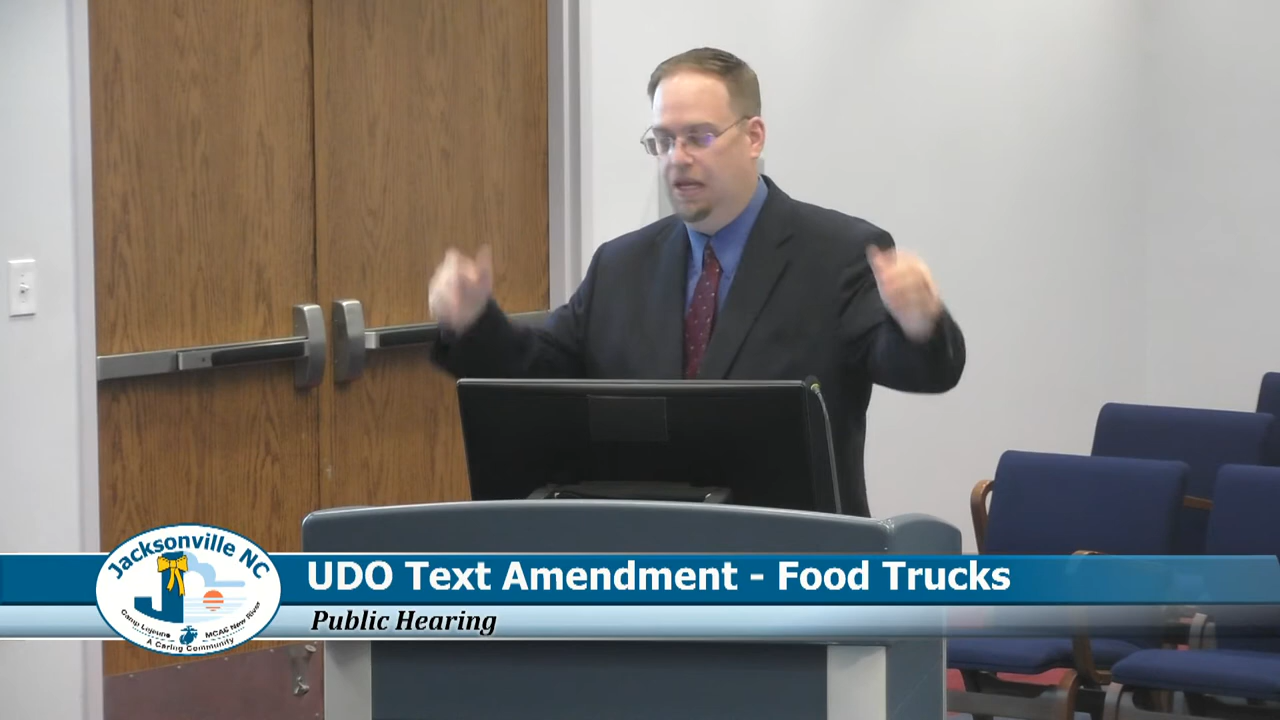 UDO Text Amendment - Food Trucks
Public Hearing
Jacksonville NC
J
Camp Lejeune MCAS New River
A Caring Community